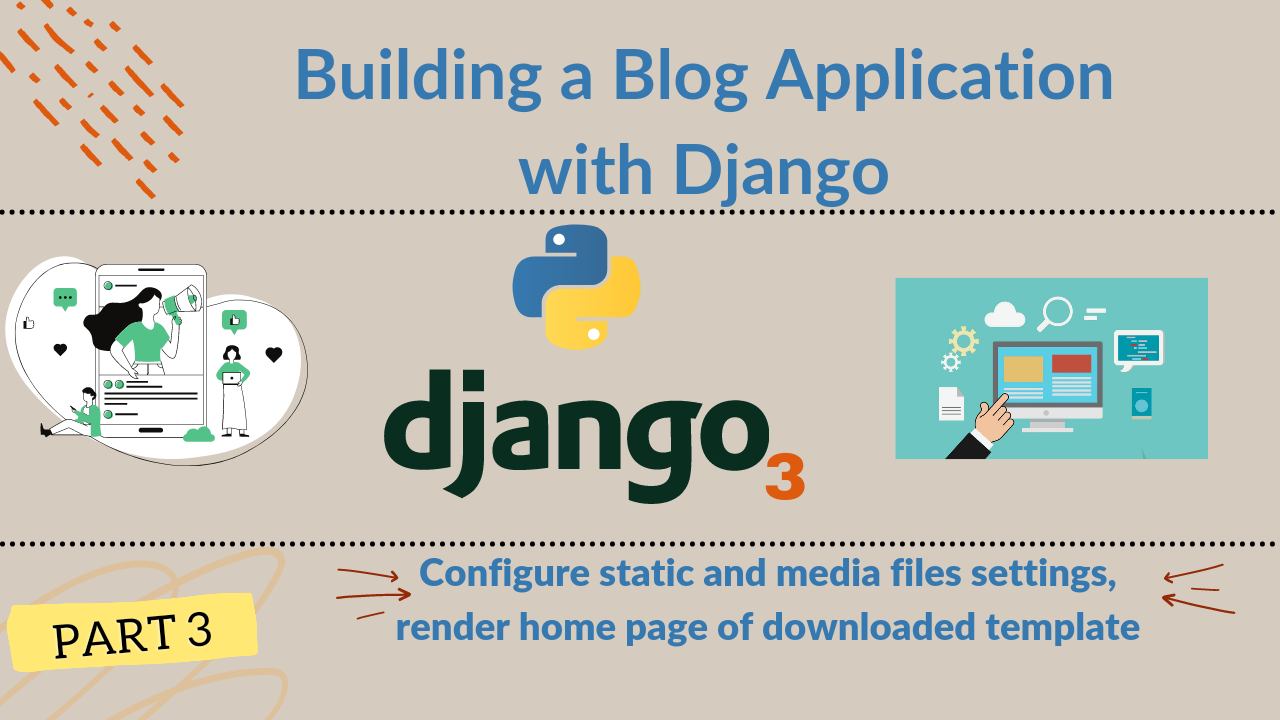 Building a Blog Application
with Django
django
3
Configure static and media files settings,
render home page of downloaded template
PART 3